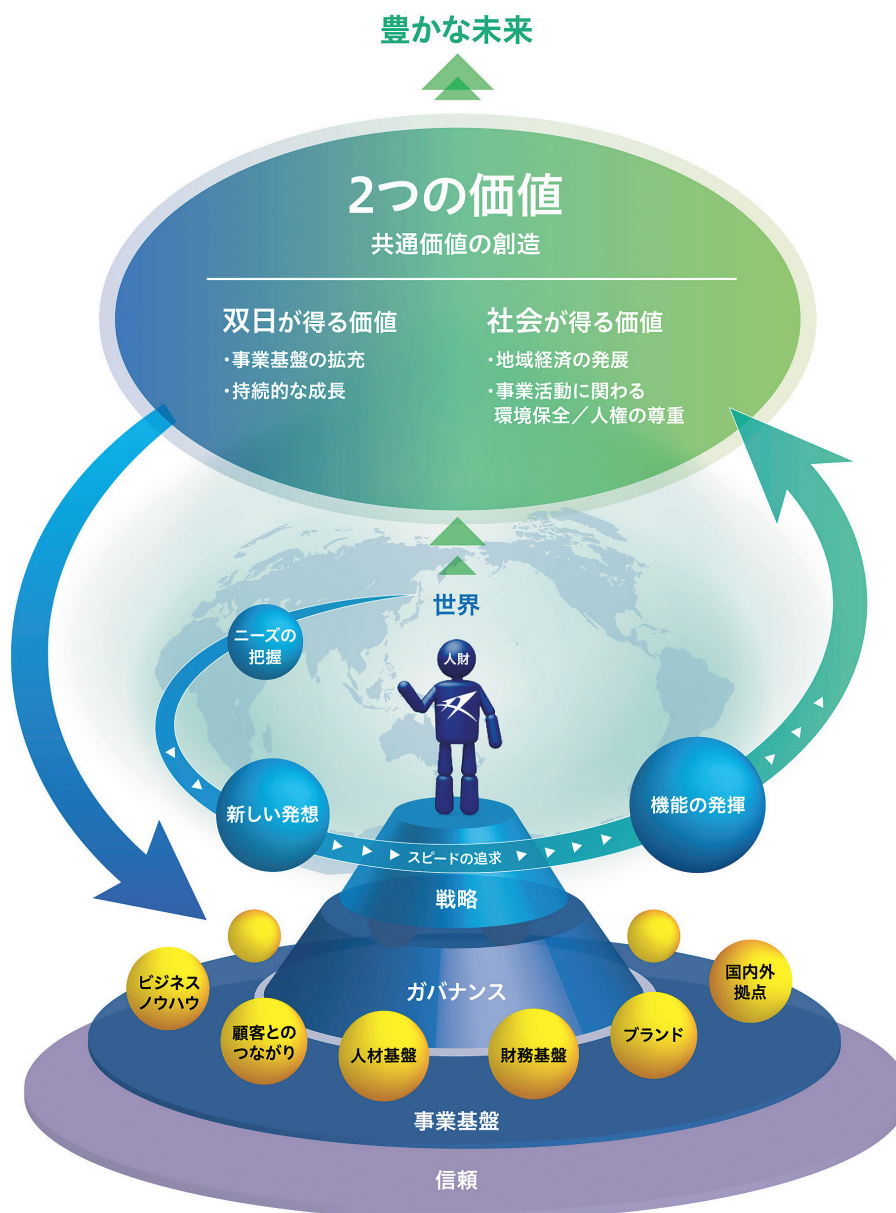 豊かな未来
2つの価値
共通価値の創造
双日が得る価値
・事業基盤の拡充
・持続的な成長
社会が得る価値
・地域経済の発展
・事業活動に関わる
環境保全／人権の尊重
世界
ニーズの
把握
人財
新しい発想
スピードの追求
機能の発揮
戦略
ガバナンス
ビジネス
ノウハウ
顧客との
つながり
人材基盤
財務基盤
ブランド
国内外
拠点
事業基盤
信頼